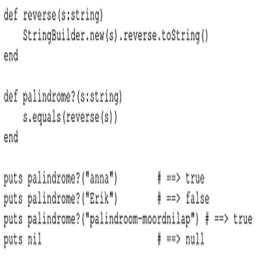 def reverse(s:string)
    StringBuilder.new(s).reverse.toString()
end
def palindrome?(s:string)
    s.equals(reverse(s))
end
puts palindrome?("anna")        # ==> true
puts palindrome?("Erik")        # ==> false
puts palindrome?("palindroom-moordnilap") # ==> true
puts nil                        # ==> null